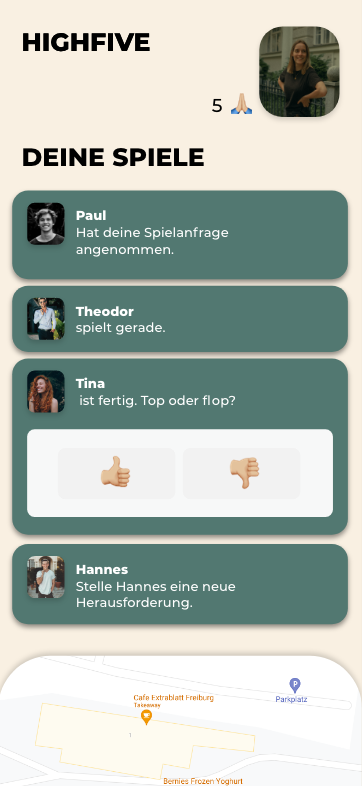 HIGHFIVE
5 🙏🏼
DEINE SPIELE
Paul
Hat deine Spielanfrage
angenommen.
Theodor
spielt gerade.
Tina
ist fertig. Top oder flop?
Hannes
Stelle Hannes eine neue
Herausforderung.
P
Cafe Extrablatt Freiburg
Takeaway
Parkplatz
1
Bernies Frozen Yoghurt